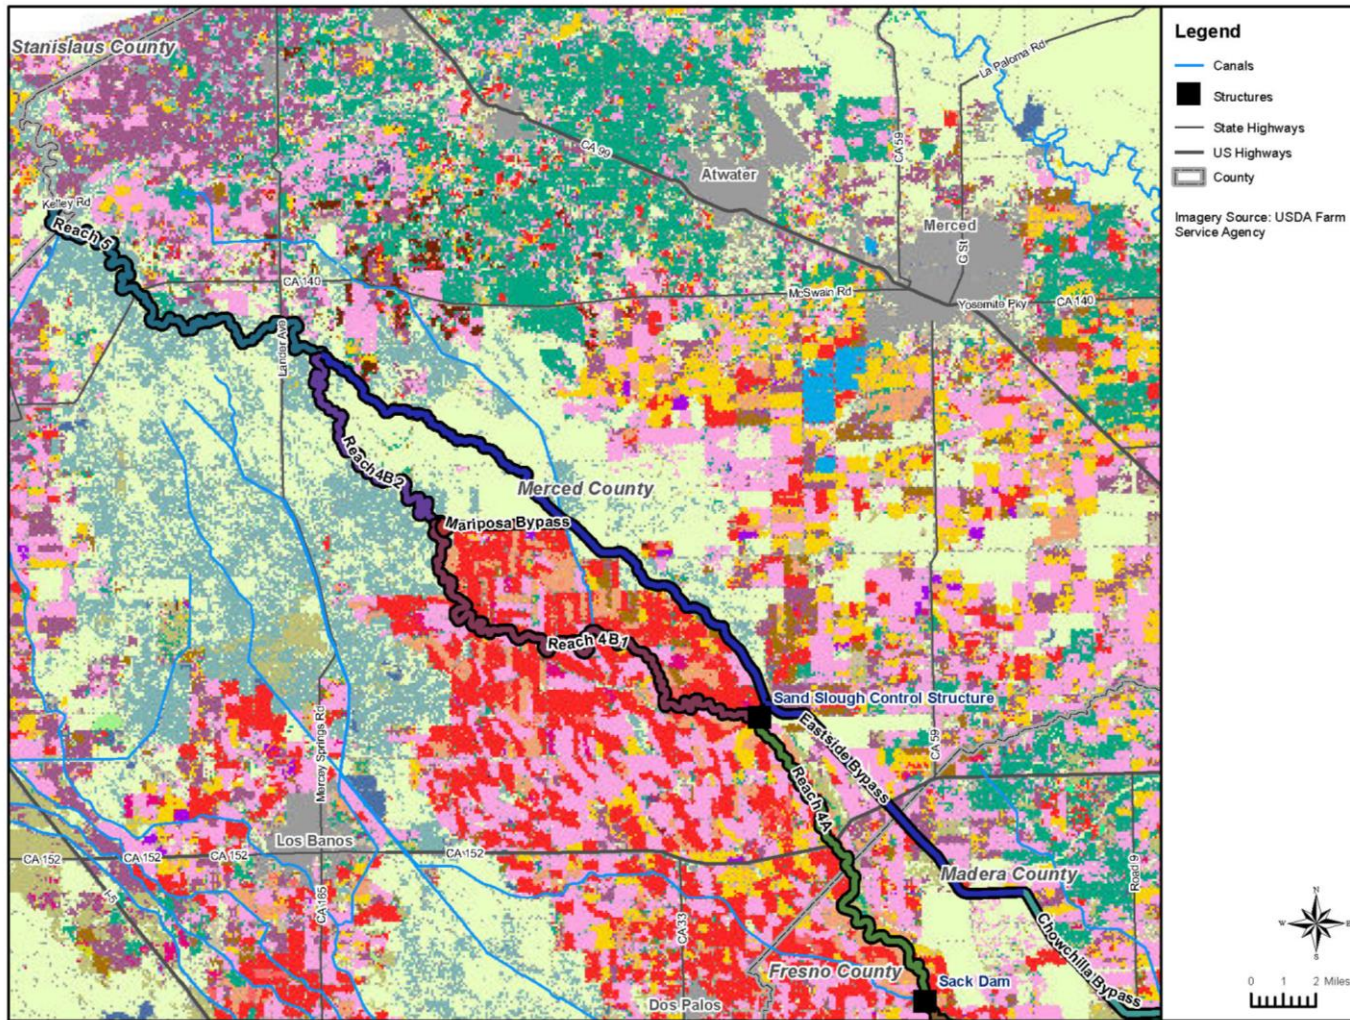 Stanislaus County
Legend
Canals
Structures
State Highways
US Highways
County
Imagery Source: USDA Farm
Service Agency
La Paloma Rd
CA 59
CA 99
Atwater
Kelley Rd
Reach 5
Merced
G St
CA 140
McSwain Rd
Yosemite Pky
CA 140
Lander Ave
Reach 4B2
Merced County
Mariposa Bypass
Reach 4B1
Sand Slough Control Structure
Eastside Bypass
CA 59
Mercey Springs Rd
Reach 4A
Los Banos
CA 152
CA 152
CA 152
CA 152
I-5
CA 165
CA 33
Madera County
Road 9
Chowchilla Bypass
Fresno County
Sack Dam
Dos Palos
N
W
E
S
0 1 2 Miles